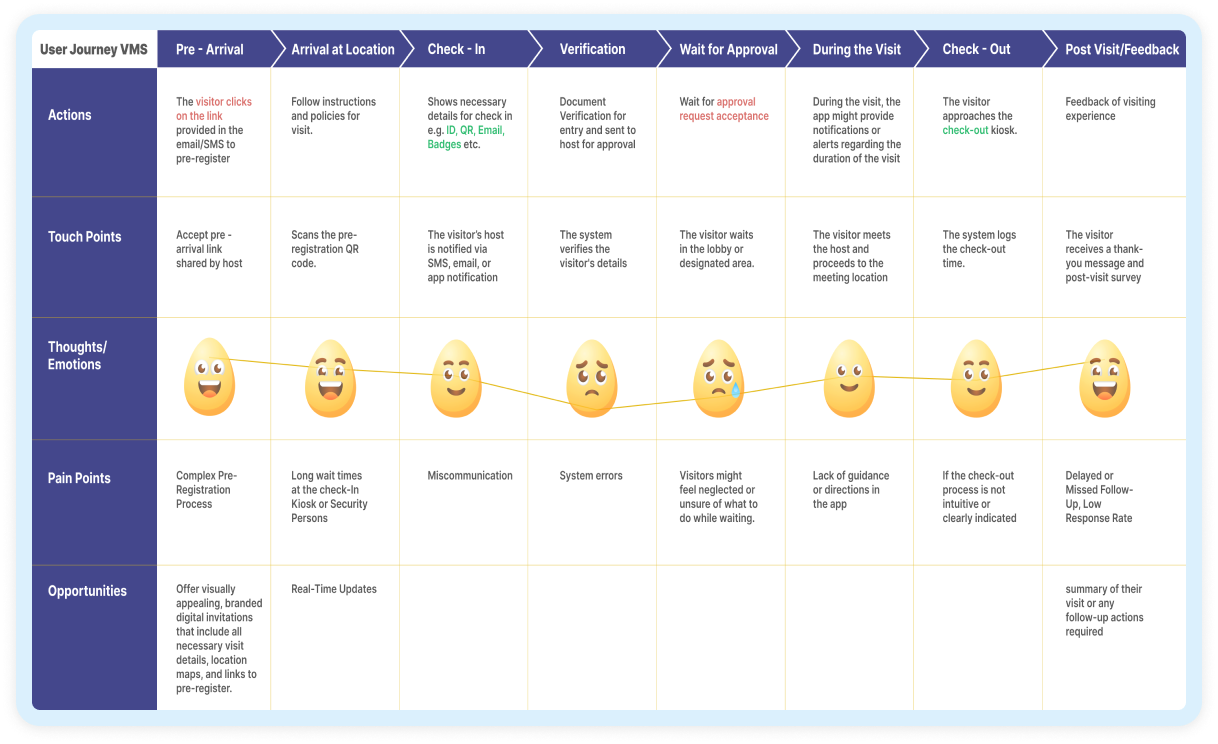 User Journey VMS
Pre - Arrival
Arrival at Location
Check - In
Verification
Wait for Approval
During the Visit
Check - Out
Post Visit/Feedback
Actions
The visitor clicks
on the link
provided in the
email/SMS to
pre-register
Follow instructions
and policies for
visit.
Shows necessary
details for check in
e.g. ID, QR, Email,
Badges etc.
Document
Verification for
entry and sent to
host for approval
Wait for approval
request acceptance
During the visit, the
app might provide
notifications or
alerts regarding the
duration of the visit
The visitor
approaches the
check-out kiosk.
Feedback of visiting
experience
Touch Points
Accept pre -
arrival link
shared by host
Scans the pre-
registration QR
code.
The visitor's host
is notified via
SMS, email, or
app notification
The system
verifies the
visitor's details
The visitor waits
in the lobby or
designated area.
The visitor meets
the host and
proceeds to the
meeting location
The system logs
the check-out
time.
The visitor
receives a thank-
you message and
post-visit survey
Thoughts/
Emotions
Pain Points
Complex Pre-
Registration
Process
Long wait times
at the check-In
Kiosk or Security
Persons
Miscommunication
System errors
Visitors might
feel neglected or
unsure of what to
do while waiting.
Lack of guidance
or directions in
the app
If the check-out
process is not
intuitive or
clearly indicated
Delayed or
Missed Follow-
Up, Low
Response Rate
Opportunities
Offer visually
appealing, branded
digital invitations
that include all
necessary visit
details, location
maps, and links to
pre-register.
Real-Time Updates
summary of their
visit or any
follow-up actions
required